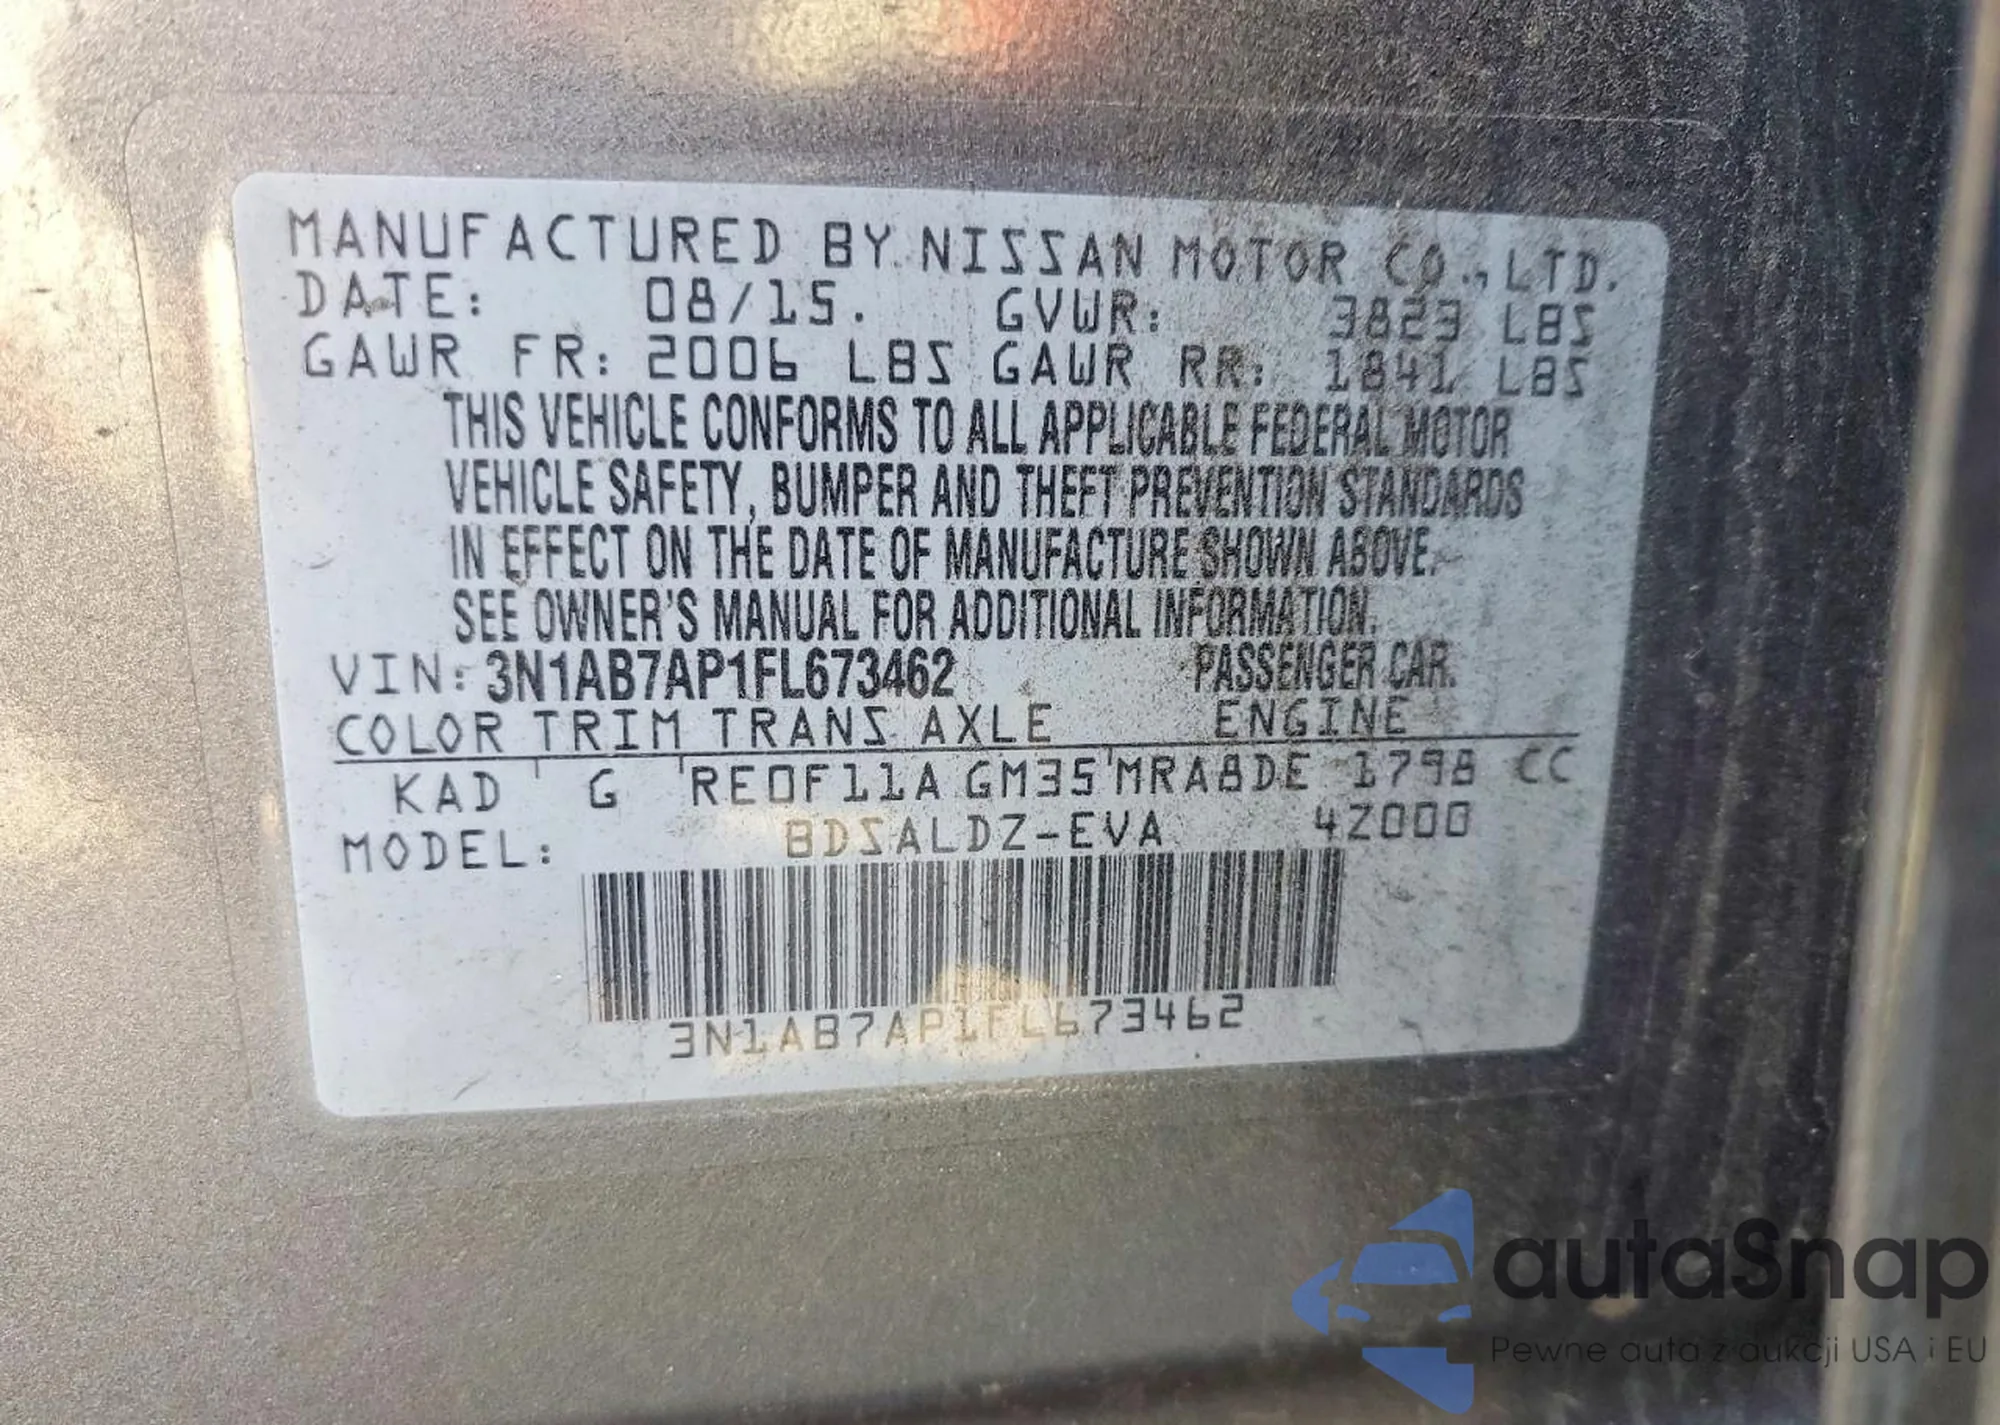 MANUFACTURED BY NISSAN MOTOR CO., LTD.
DATE: 08/15. GVWR: 3823 LBS
GAWR FR: 2006 LBS GAWR RR: 1841 LBS
THIS VEHICLE CONFORMS TO ALL APPLICABLE FEDERAL MOTOR
VEHICLE SAFETY, BUMPER AND THEFT PREVENTION STANDARDS
IN EFFECT ON THE DATE OF MANUFACTURE SHOWN ABOVE.
SEE OWNER'S MANUAL FOR ADDITIONAL INFORMATION.
VIN: 3N1AB7AP1FL673462 PASSENGER CAR.
COLOR TRIM TRANS AXLE ENGINE
KAD G RE0F11A GM35 MRA8DE 1798 CC
MODEL: BDSALDZ-EVA 4Z000
3N1AB7AP1FL673462
autaSnap
Pewne auta z aukcji USA i EU